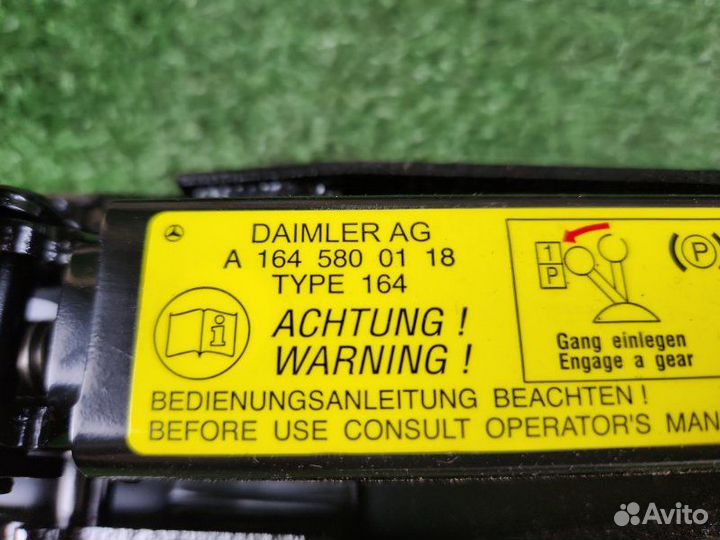 DAIMLER AG
A 164 580 01 18
TYPE 164
ACHTUNG !
WARNING !
BEDIENUNGSANLEITUNG BEACHTEN !
BEFORE USE CONSULT OPERATOR'S MAN
1
P
Gang einlegen
Engage a gear
P
Avito